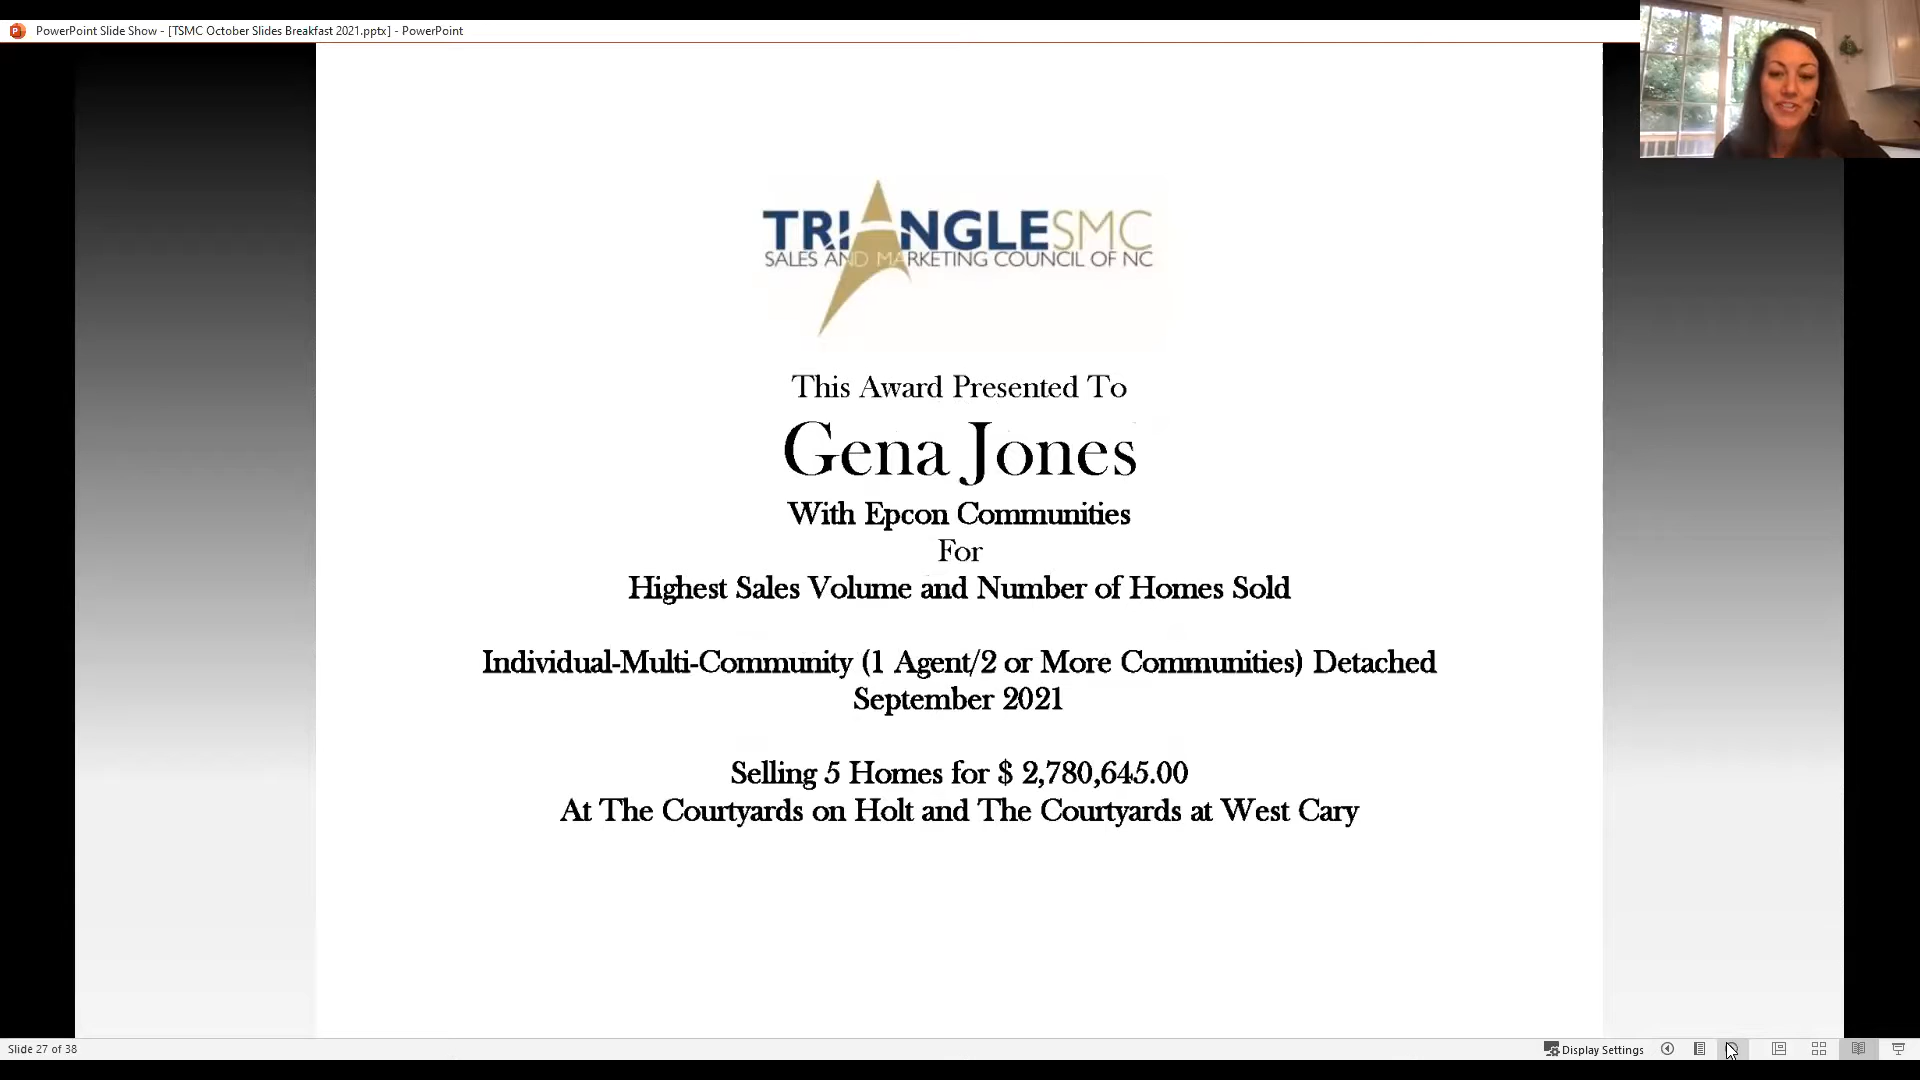 PowerPoint Slide Show - [TSMC October Slides Breakfast 2021.pptx] - PowerPoint
TRIANGLESMC
SALES AND MARKETING COUNCIL OF NC
This Award Presented To
Gena Jones
With Epcon Communities
For
Highest Sales Volume and Number of Homes Sold
Individual-Multi-Community (1 Agent/2 or More Communities) Detached
September 2021
Selling 5 Homes for $ 2,780,645.00
At The Courtyards on Holt and The Courtyards at West Cary
Slide 27 of 38
Display Settings